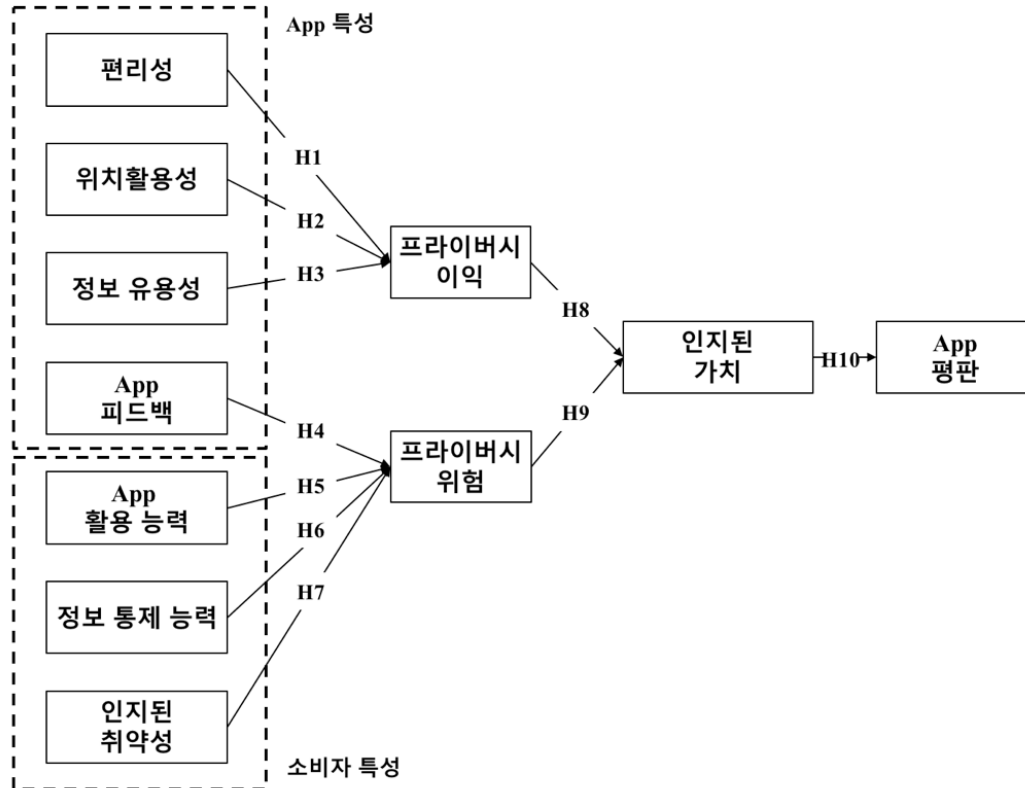 App 특성
편리성
H1
위치활용성
H2
프라이버시
이익
정보 유용성
H3
H8
인지된
가치
H10
App
평판
App
피드백
H4
H9
프라이버시
위험
App
활용 능력
H5
H6
정보 통제 능력
H7
인지된
취약성
소비자 특성